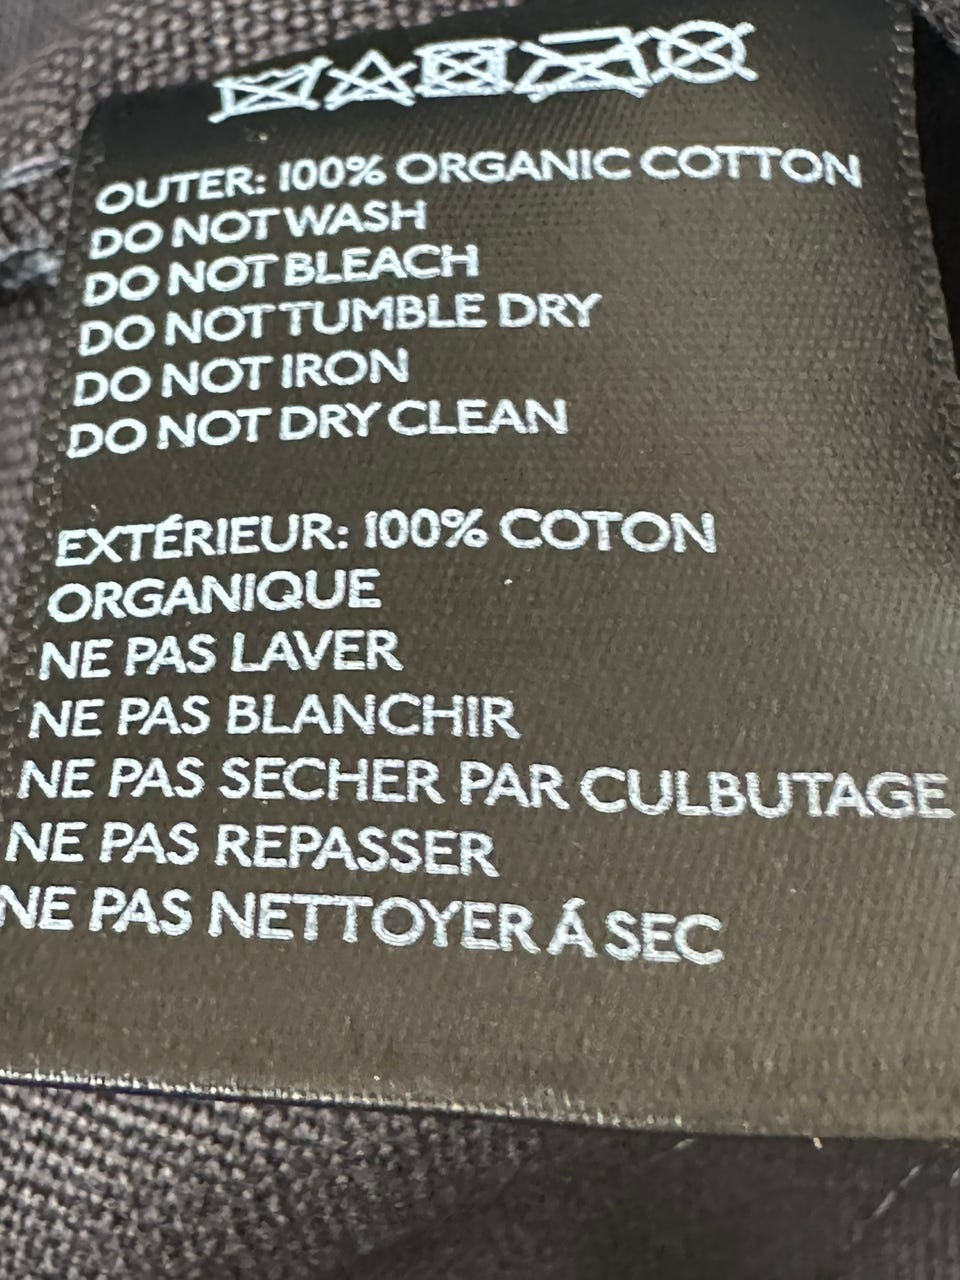 OUTER: 100% ORGANIC COTTON
DO NOT WASH
DO NOT BLEACH
DO NOT TUMBLE DRY
DO NOT IRON
DO NOT DRY CLEAN
EXTÉRIEUR: 100% COTON
ORGANIQUE
NE PAS LAVER
NE PAS BLANCHIR
NE PAS SECHER PAR CULBUTAGE
NE PAS REPASSER
NE PAS NETTOYER Á SEC